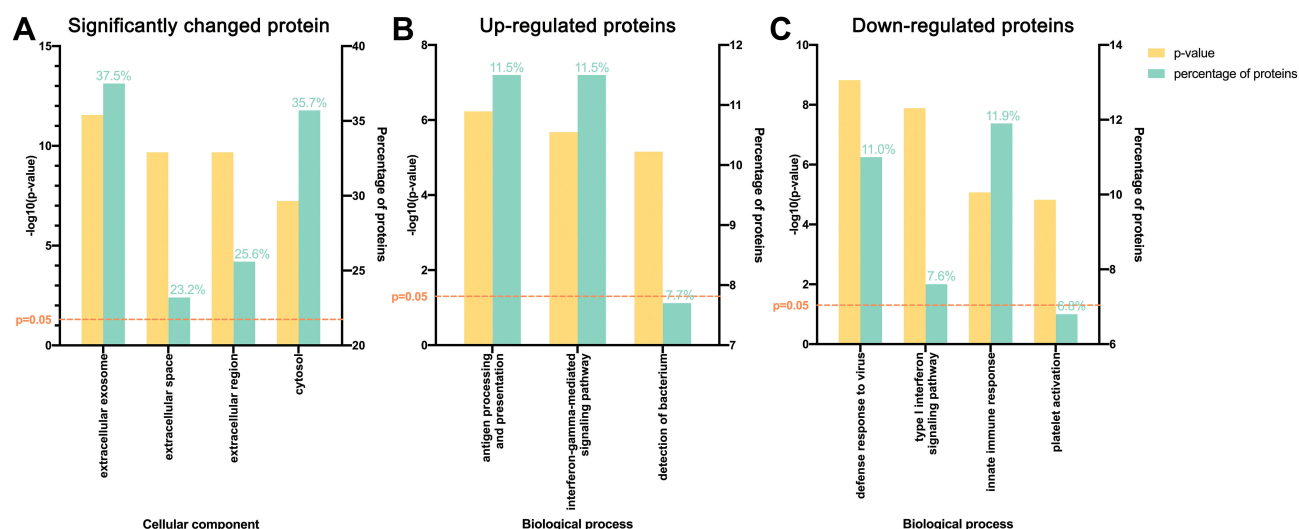 A
Significantly changed protein
15
10
5
0
-log10(p-value)
40
35
30
25
20
Percentage of proteins
37.5%
23.2%
25.6%
35.7%
p=0.05
extracellular exosome
extracellular space
extracellular region
cytosol
Cellular component
B
Up-regulated proteins
8
6
4
2
0
-log10(p-value)
12
11
10
9
8
7
Percentage of proteins
11.5%
11.5%
7.7%
p=0.05
antigen processing
and presentation
interferon-gamma-mediated
signaling pathway
detection of bacterium
Biological process
C
Down-regulated proteins
10
8
6
4
2
0
-log10(p-value)
14
12
10
8
6
Percentage of proteins
11.0%
7.6%
11.9%
6.8%
p=0.05
defense response to virus
type I interferon
signaling pathway
innate immune response
platelet activation
Biological process
p-value
percentage of proteins